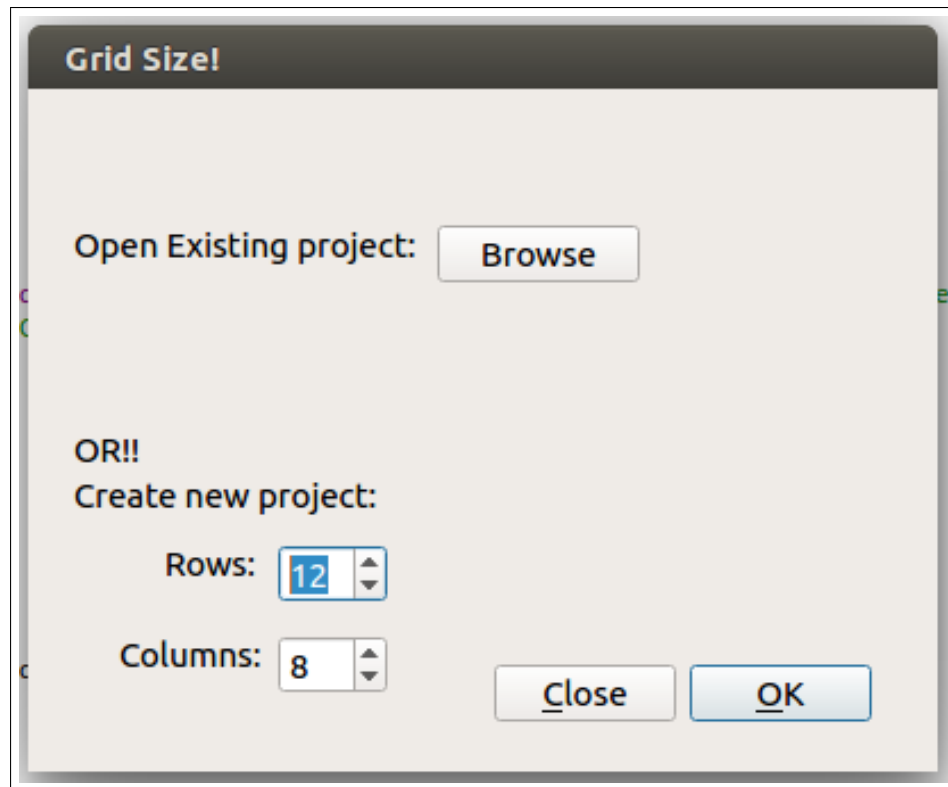 Grid Size!
Open Existing project: Browse
OR!!
Create new project:
Rows: 12
Columns: 8
Close OK